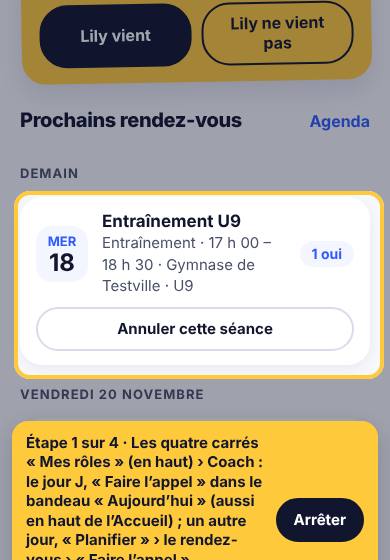 Lily vient
Lily ne vient
pas
Prochains rendez-vous
Agenda
DEMAIN
MER
18
Entraînement U9
Entraînement · 17 h 00 –
18 h 30 · Gymnase de
Testville · U9
1 oui
Annuler cette séance
VENDREDI 20 NOVEMBRE
Étape 1 sur 4 · Les quatre carrés
« Mes rôles » (en haut) › Coach :
le jour J, « Faire l’appel » dans le
bandeau « Aujourd’hui » (aussi
en haut de l’Accueil) ; un autre
jour, « Planifier » › le rendez-
vous › « Faire l’appel »
Arrêter